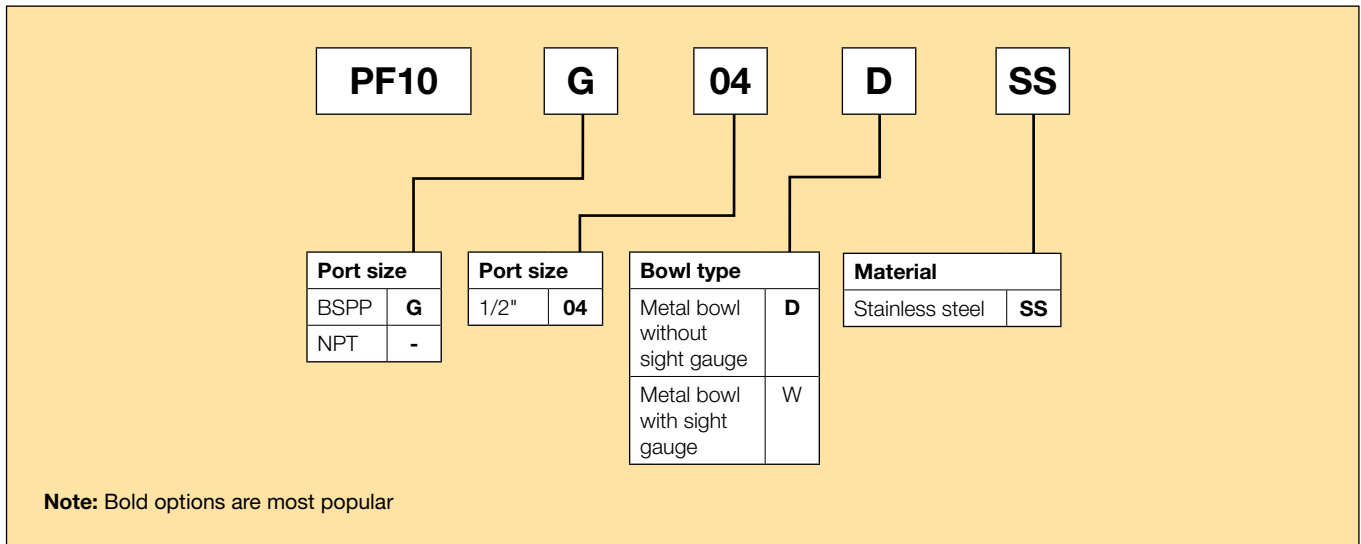 PF10 G 04 D SS
Port size
BSPP G
NPT -
Port size
1/2" 04
Bowl type
Metal bowl D
without
sight gauge
Metal bowl W
with sight
gauge
Material
Stainless steel SS
Note: Bold options are most popular